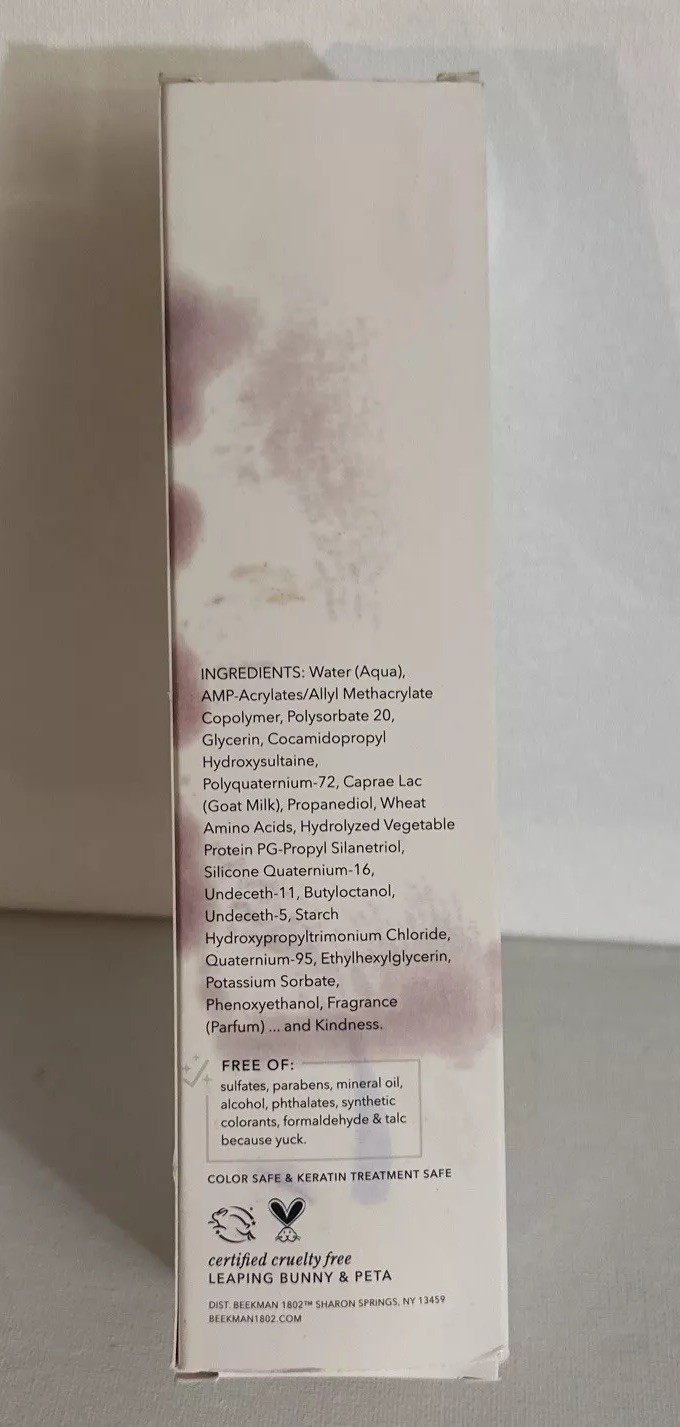 INGREDIENTS: Water (Aqua),
AMP-Acrylates/Allyl Methacrylate
Copolymer, Polysorbate 20,
Glycerin, Cocamidopropyl
Hydroxysultaine,
Polyquaternium-72, Caprae Lac
(Goat Milk), Propanediol, Wheat
Amino Acids, Hydrolyzed Vegetable
Protein PG-Propyl Silanetriol,
Silicone Quaternium-16,
Undeceth-11, Butyloctanol,
Undeceth-5, Starch
Hydroxypropyltrimonium Chloride,
Quaternium-95, Ethylhexylglycerin,
Potassium Sorbate,
Phenoxyethanol, Fragrance
(Parfum) ... and Kindness.
FREE OF:
sulfates, parabens, mineral oil,
alcohol, phthalates, synthetic
colorants, formaldehyde & talc
because yuck.
COLOR SAFE & KERATIN TREATMENT SAFE
certified cruelty free
LEAPING BUNNY & PETA
DIST. BEEKMAN 1802™ SHARON SPRINGS, NY 13459
BEEKMAN1802.COM